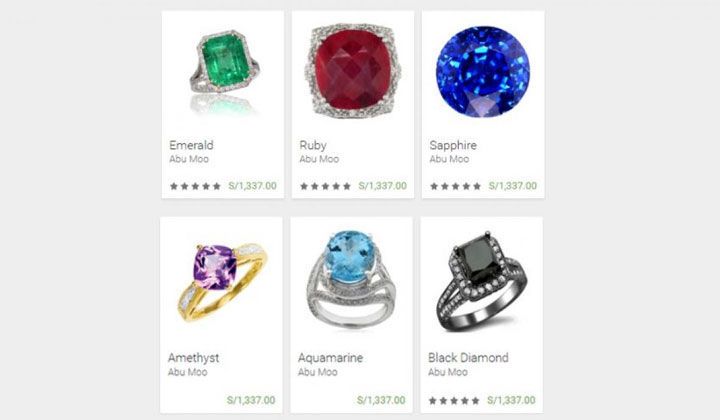 Emerald
Abu Moo
S/1,337.00
Ruby
Abu Moo
S/1,337.00
Sapphire
Abu Moo
S/1,337.00
Amethyst
Abu Moo
S/1,337.00
Aquamarine
Abu Moo
S/1,337.00
Black Diamond
Abu Moo
S/1,337.00